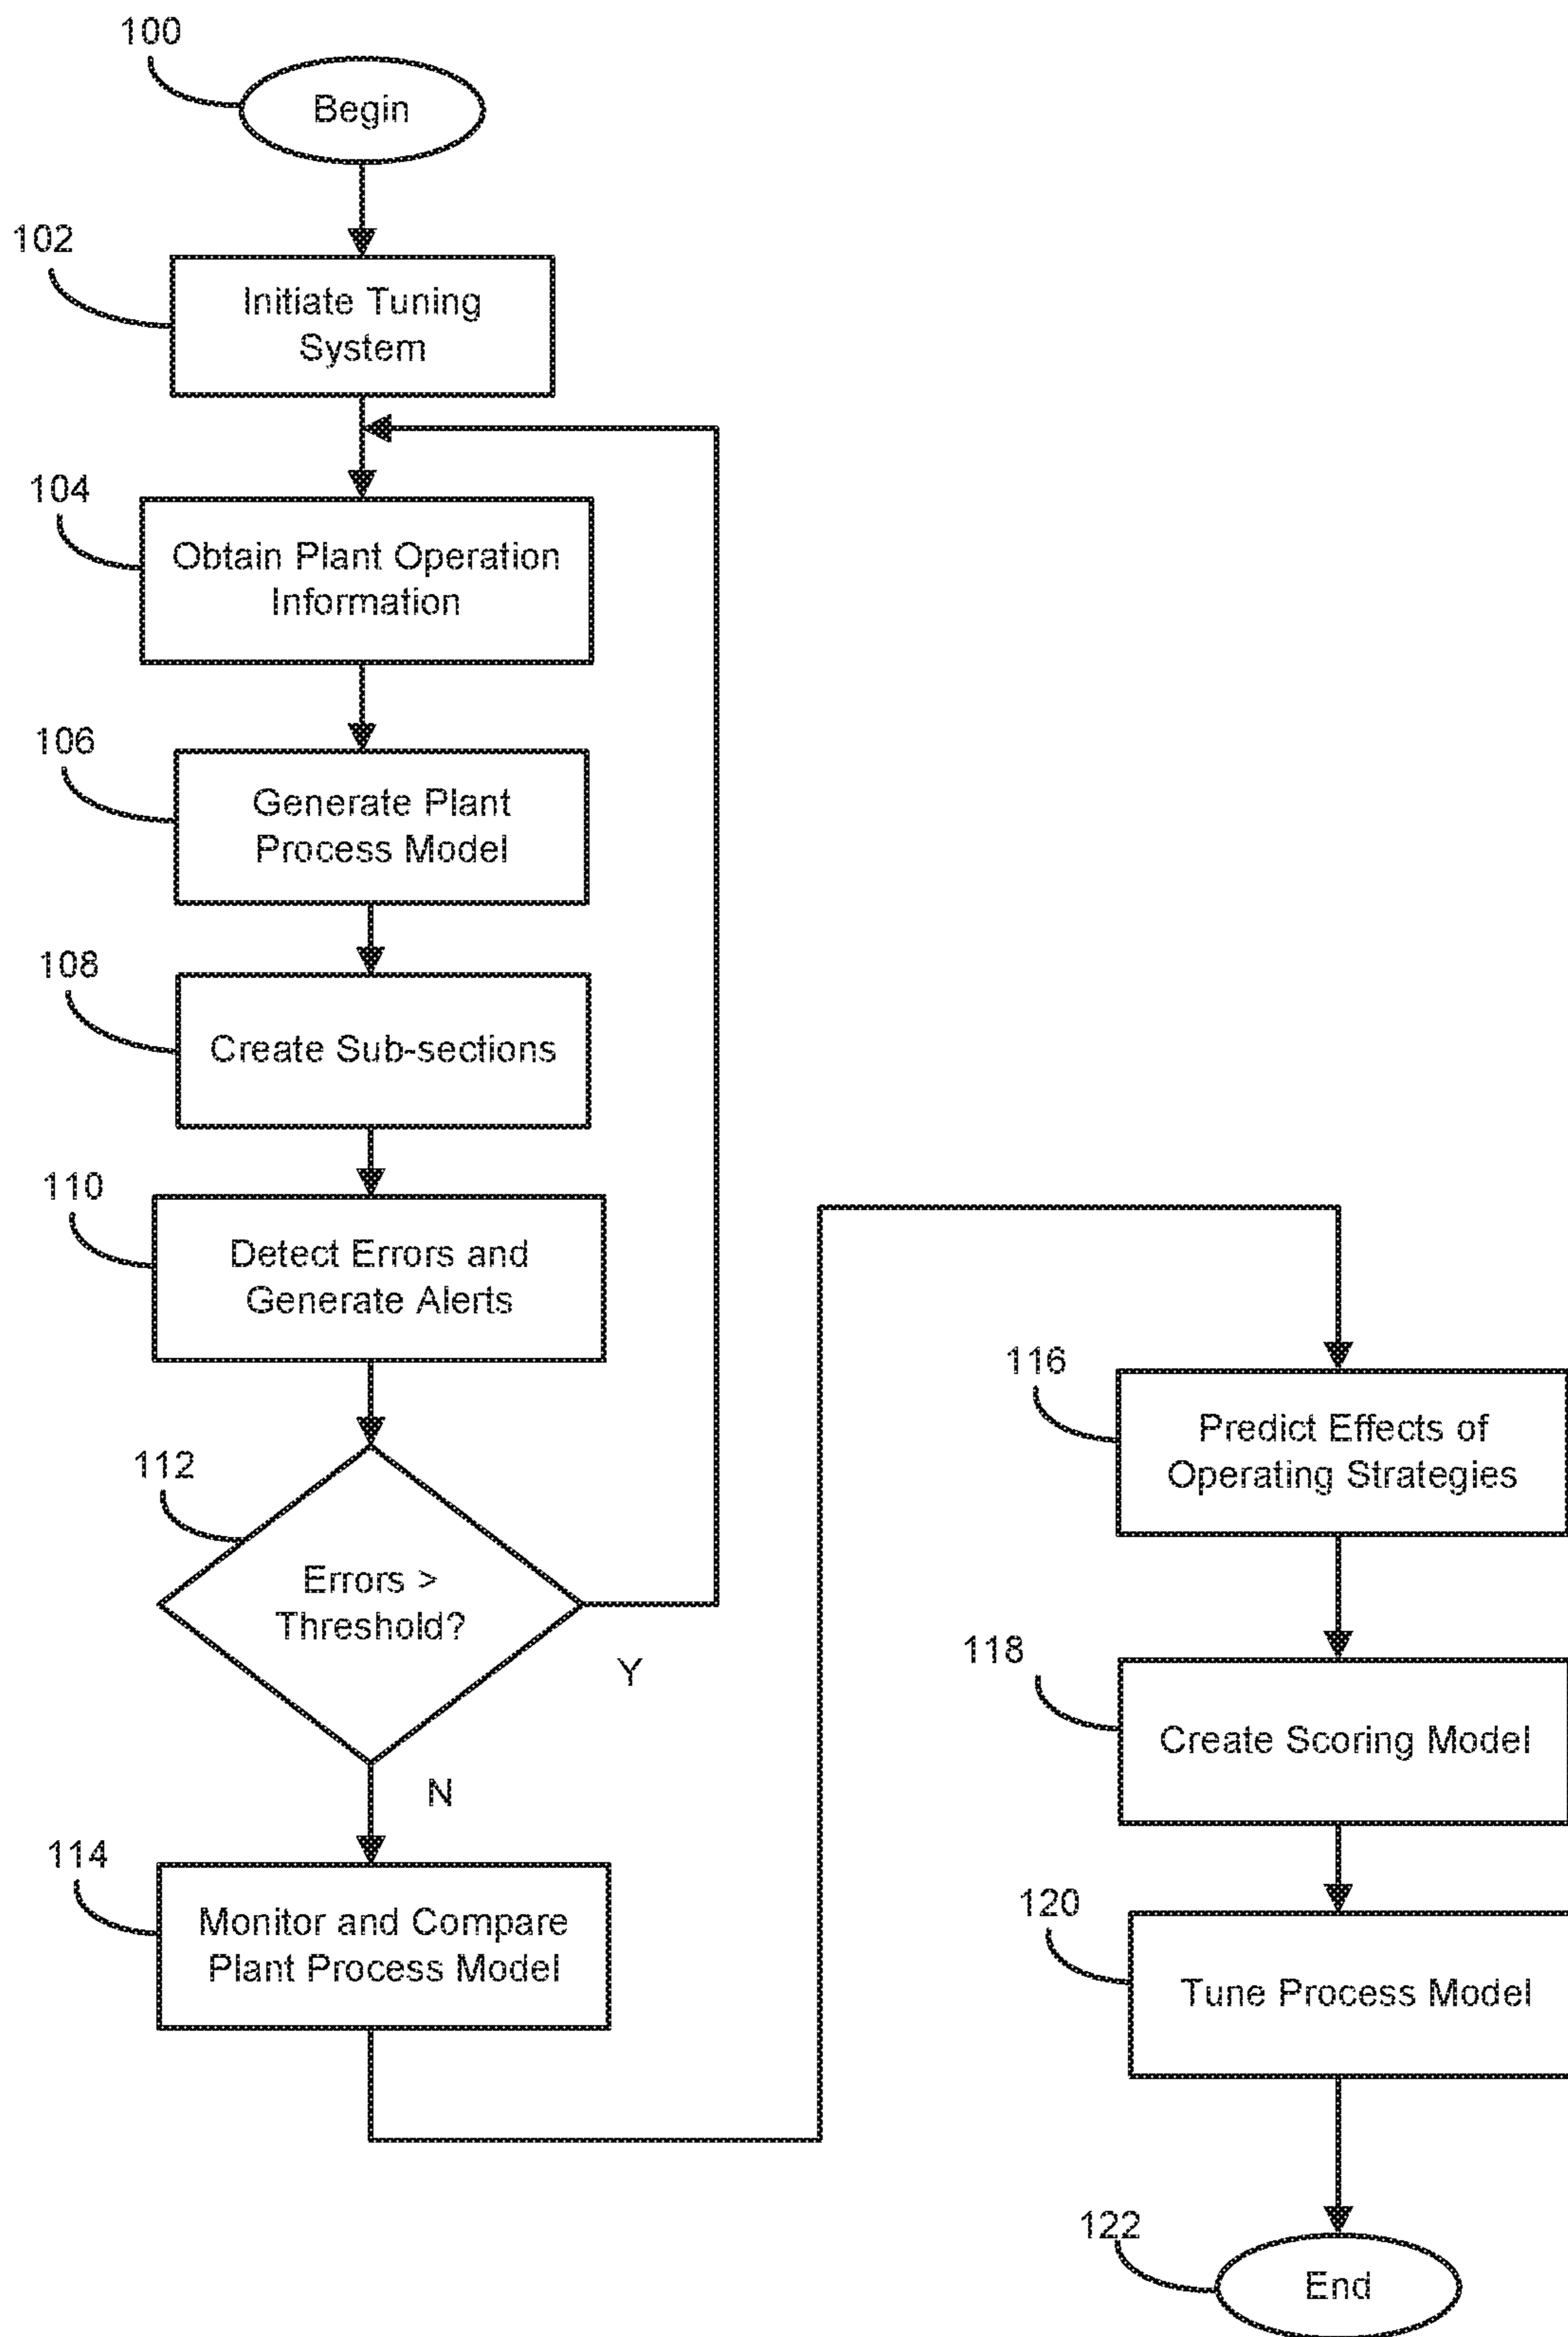 100
Begin
102
Initiate Tuning
System
104
Obtain Plant Operation
Information
106
Generate Plant
Process Model
108
Create Sub-sections
110
Detect Errors and
Generate Alerts
112
Errors >
Threshold?
Y
N
114
Monitor and Compare
Plant Process Model
116
Predict Effects of
Operating Strategies
118
Create Scoring Model
120
Tune Process Model
122
End